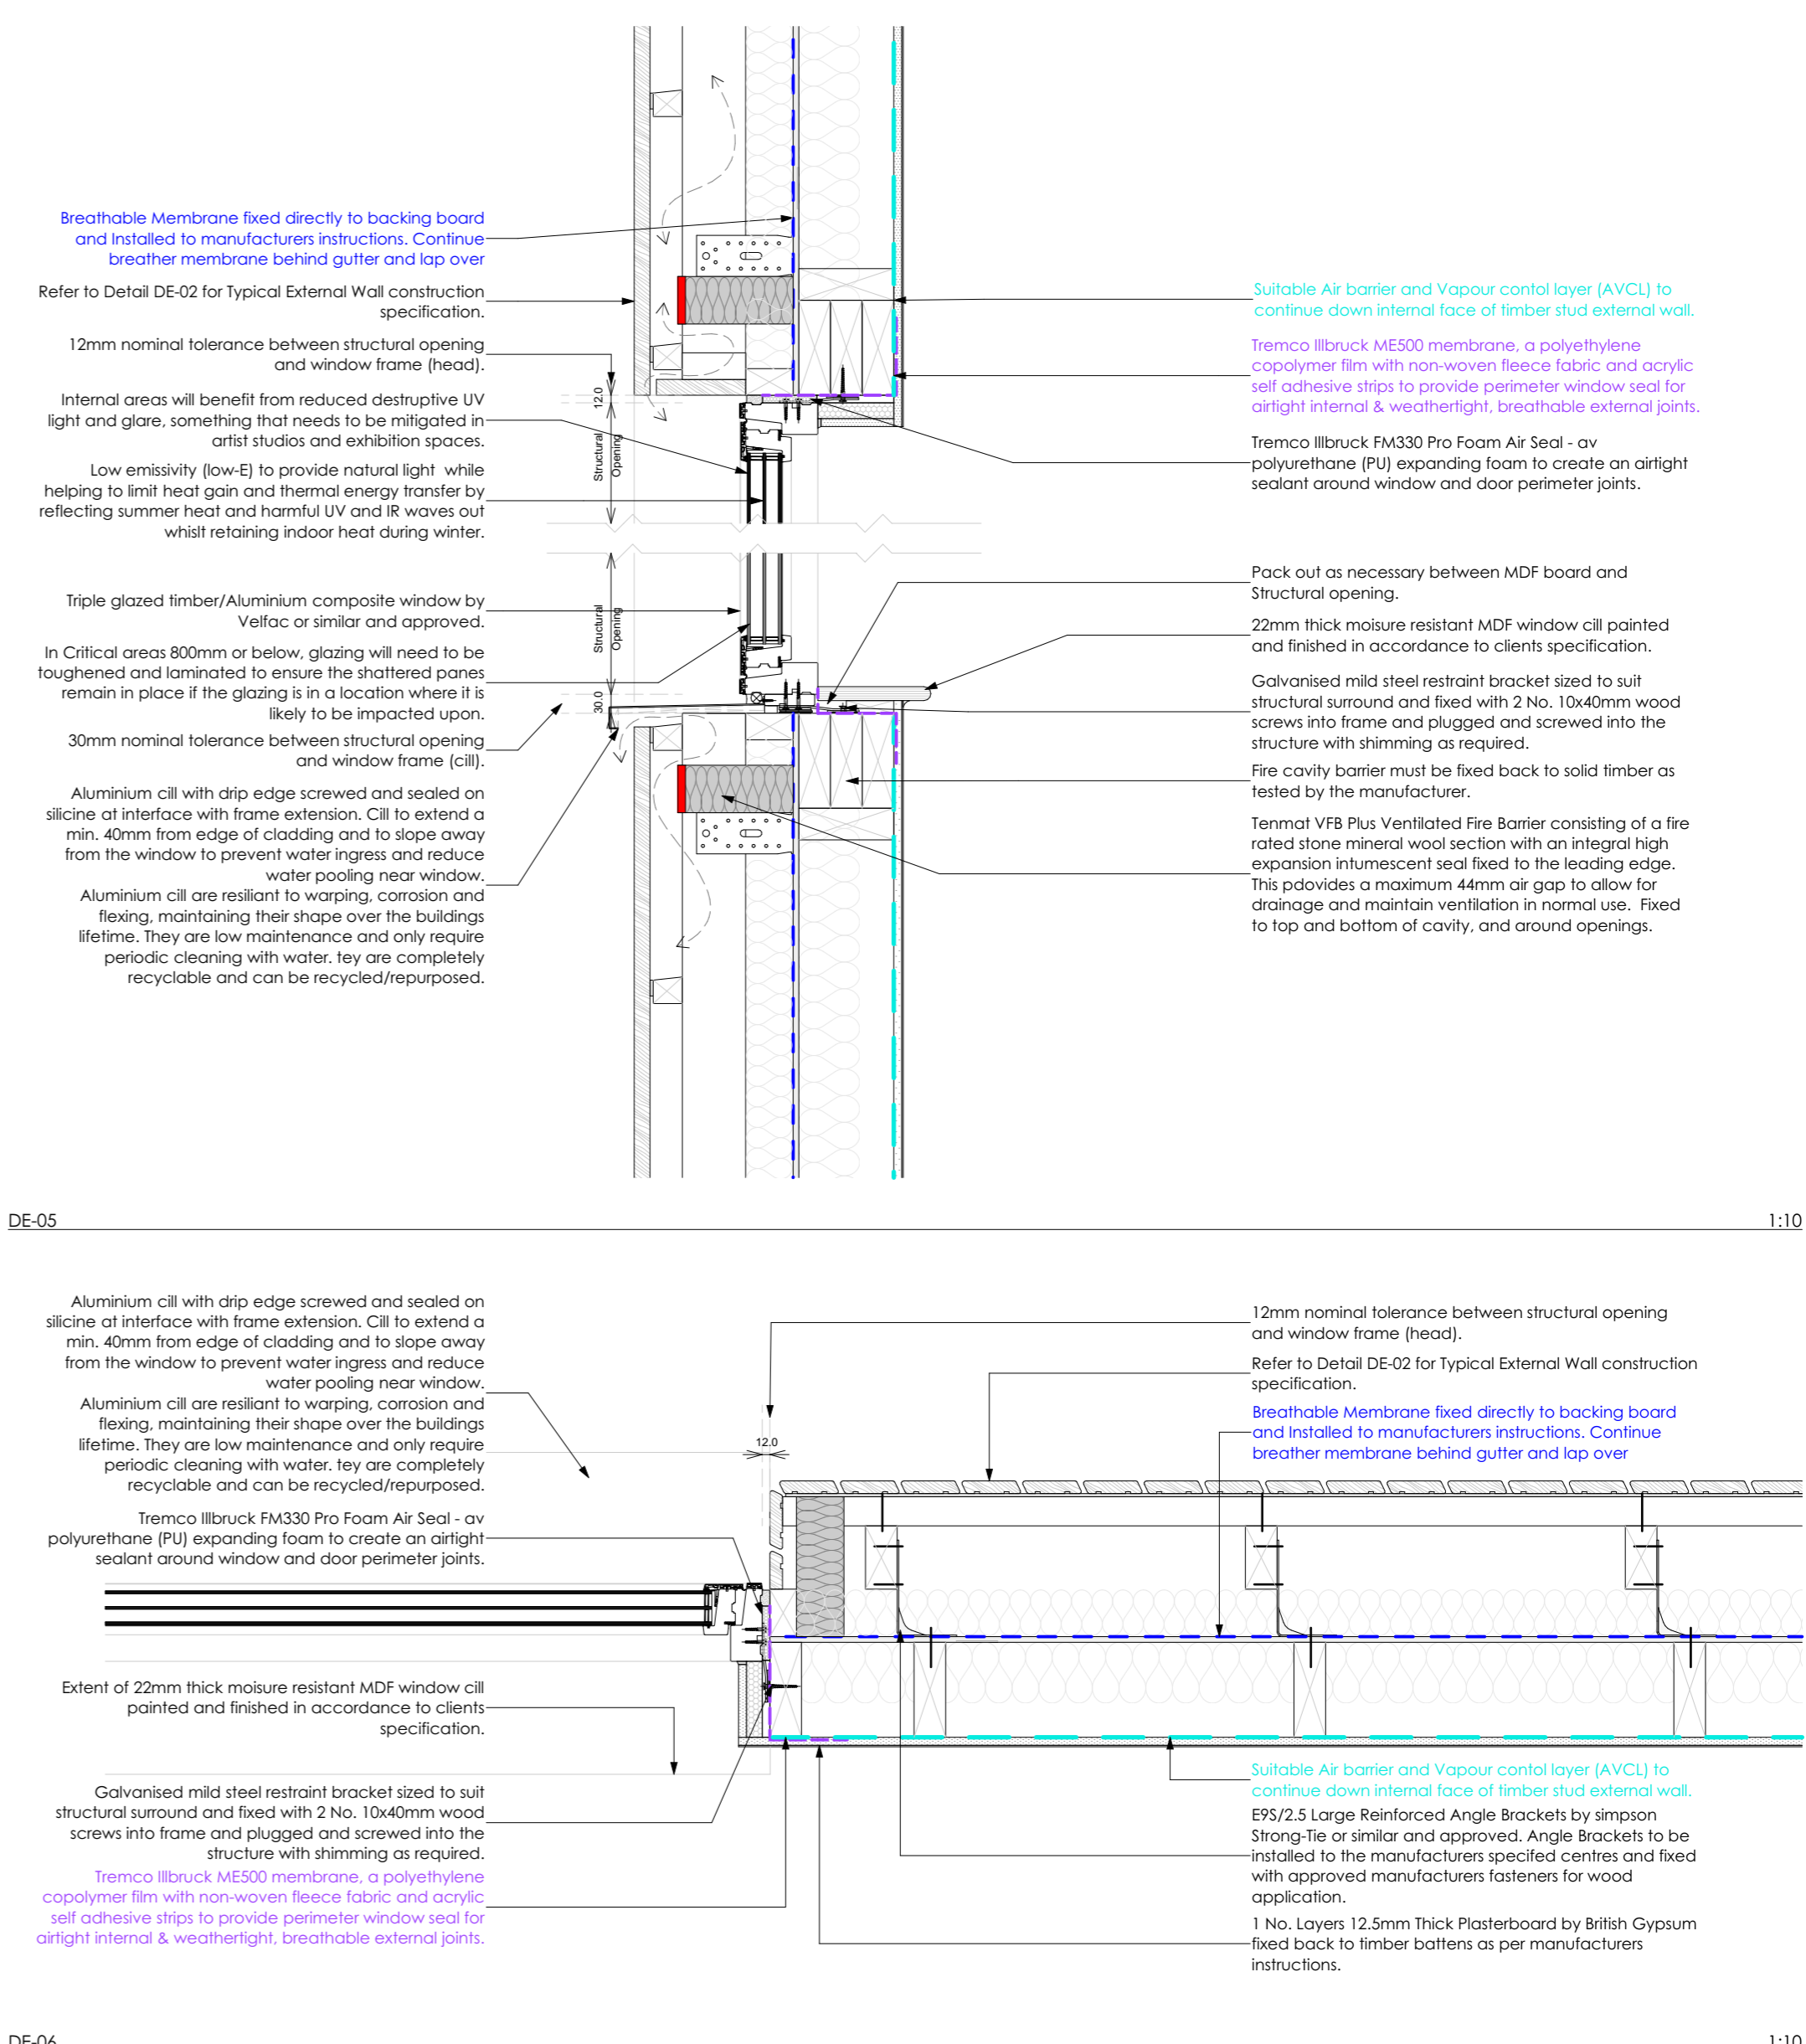 Breathable Membrane fixed directly to backing board
and Installed to manufacturers instructions. Continue
breather membrane behind gutter and lap over
Refer to Detail DE-02 for Typical External Wall construction
specification.
12mm nominal tolerance between structural opening
and window frame (head).
Internal areas will benefit from reduced destruptive UV
light and glare, something that needs to be mitigated in
artist studios and exhibition spaces.
Low emissivity (low-E) to provide natural light while
helping to limit heat gain and thermal energy transfer by
reflecting summer heat and harmful UV and IR waves out
whislt retaining indoor heat during winter.
Triple glazed timber/Aluminium composite window by
Velfac or similar and approved.
In Critical areas 800mm or below, glazing will need to be
toughened and laminated to ensure the shattered panes
remain in place if the glazing is in a location where it is
likely to be impacted upon.
30mm nominal tolerance between structural opening
and window frame (cill).
Aluminium cill with drip edge screwed and sealed on
silicine at interface with frame extension. Cill to extend a
min. 40mm from edge of cladding and to slope away
from the window to prevent water ingress and reduce
water pooling near window.
Aluminium cill are resiliant to warping, corrosion and
flexing, maintaining their shape over the buildings
lifetime. They are low maintenance and only require
periodic cleaning with water. tey are completely
recyclable and can be recycled/repurposed.
12.0
Structural
Opening
Structural
Opening
30.0
Suitable Air barrier and Vapour contol layer (AVCL) to
continue down internal face of timber stud external wall.
Tremco Illbruck ME500 membrane, a polyethylene
copolymer film with non-woven fleece fabric and acrylic
self adhesive strips to provide perimeter window seal for
airtight internal & weathertight, breathable external joints.
Tremco Illbruck FM330 Pro Foam Air Seal - av
polyurethane (PU) expanding foam to create an airtight
sealant around window and door perimeter joints.
Pack out as necessary between MDF board and
Structural opening.
22mm thick moisure resistant MDF window cill painted
and finished in accordance to clients specification.
Galvanised mild steel restraint bracket sized to suit
structural surround and fixed with 2 No. 10x40mm wood
screws into frame and plugged and screwed into the
structure with shimming as required.
Fire cavity barrier must be fixed back to solid timber as
tested by the manufacturer.
Tenmat VFB Plus Ventilated Fire Barrier consisting of a fire
rated stone mineral wool section with an integral high
expansion intumescent seal fixed to the leading edge.
This pdovides a maximum 44mm air gap to allow for
drainage and maintain ventilation in normal use. Fixed
to top and bottom of cavity, and around openings.
DE-05
1:10
Aluminium cill with drip edge screwed and sealed on
silicine at interface with frame extension. Cill to extend a
min. 40mm from edge of cladding and to slope away
from the window to prevent water ingress and reduce
water pooling near window.
Aluminium cill are resiliant to warping, corrosion and
flexing, maintaining their shape over the buildings
lifetime. They are low maintenance and only require
periodic cleaning with water. tey are completely
recyclable and can be recycled/repurposed.
Tremco Illbruck FM330 Pro Foam Air Seal - av
polyurethane (PU) expanding foam to create an airtight
sealant around window and door perimeter joints.
Extent of 22mm thick moisure resistant MDF window cill
painted and finished in accordance to clients
specification.
Galvanised mild steel restraint bracket sized to suit
structural surround and fixed with 2 No. 10x40mm wood
screws into frame and plugged and screwed into the
structure with shimming as required.
Tremco Illbruck ME500 membrane, a polyethylene
copolymer film with non-woven fleece fabric and acrylic
self adhesive strips to provide perimeter window seal for
airtight internal & weathertight, breathable external joints.
12.0
12mm nominal tolerance between structural opening
and window frame (head).
Refer to Detail DE-02 for Typical External Wall construction
specification.
Breathable Membrane fixed directly to backing board
and Installed to manufacturers instructions. Continue
breather membrane behind gutter and lap over
Suitable Air barrier and Vapour contol layer (AVCL) to
continue down internal face of timber stud external wall.
E9S/2.5 Large Reinforced Angle Brackets by simpson
Strong-Tie or similar and approved. Angle Brackets to be
installed to the manufacturers specifed centres and fixed
with approved manufacturers fasteners for wood
application.
1 No. Layers 12.5mm Thick Plasterboard by British Gypsum
fixed back to timber battens as per manufacturers
instructions.
DE-06
1:10